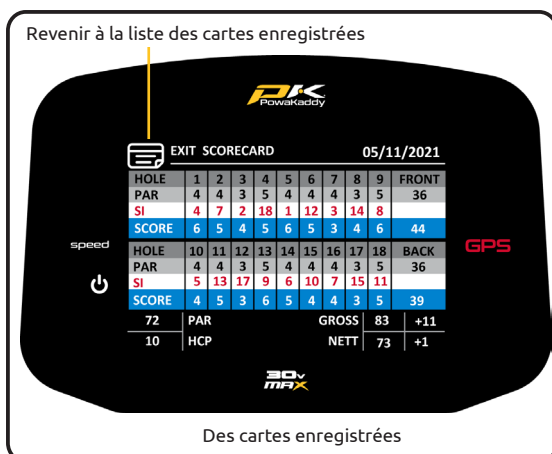 Revenir à la liste des cartes enregistrées
PK
PowaKaddy
EXIT SCORECARD 05/11/2021
HOLE 1 2 3 4 5 6 7 8 9 FRONT
PAR 4 4 3 5 4 4 4 3 5 36
SI 4 7 2 18 1 12 3 14 8
SCORE 6 5 4 5 6 5 3 4 6 44
speed
GPS
HOLE 10 11 12 13 14 15 16 17 18 BACK
PAR 4 4 3 5 4 4 4 3 5 36
SI 5 13 17 9 6 10 7 15 11
SCORE 4 5 3 6 5 4 4 3 5 39
72 PAR GROSS 83 +11
10 HCP NETT 73 +1
30v
MAX
Des cartes enregistrées